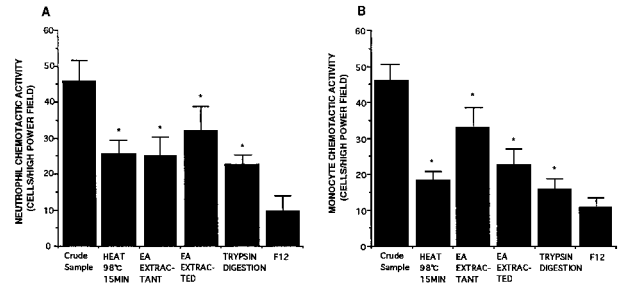 A
NEUTROPHIL CHEMOTACTIC ACTIVITY
(CELLS/HIGH POWER FIELD)
60
50
40
30
20
10
0
* * * *
Crude
Sample
HEAT
98℃
15MIN
EA
EXTRAC-
TANT
EA
EXTRAC-
TED
TRYPSIN
DIGESTION
F12
B
MONOCYTE CHEMOTACTIC ACTIVITY
(CELLS/HIGH POWER FIELD)
60
50
40
30
20
10
0
* * * *
Crude
Sample
HEAT
98℃
15MIN
EA
EXTRAC-
TANT
EA
EXTRAC-
TED
TRYPSIN
DIGESTION
F12